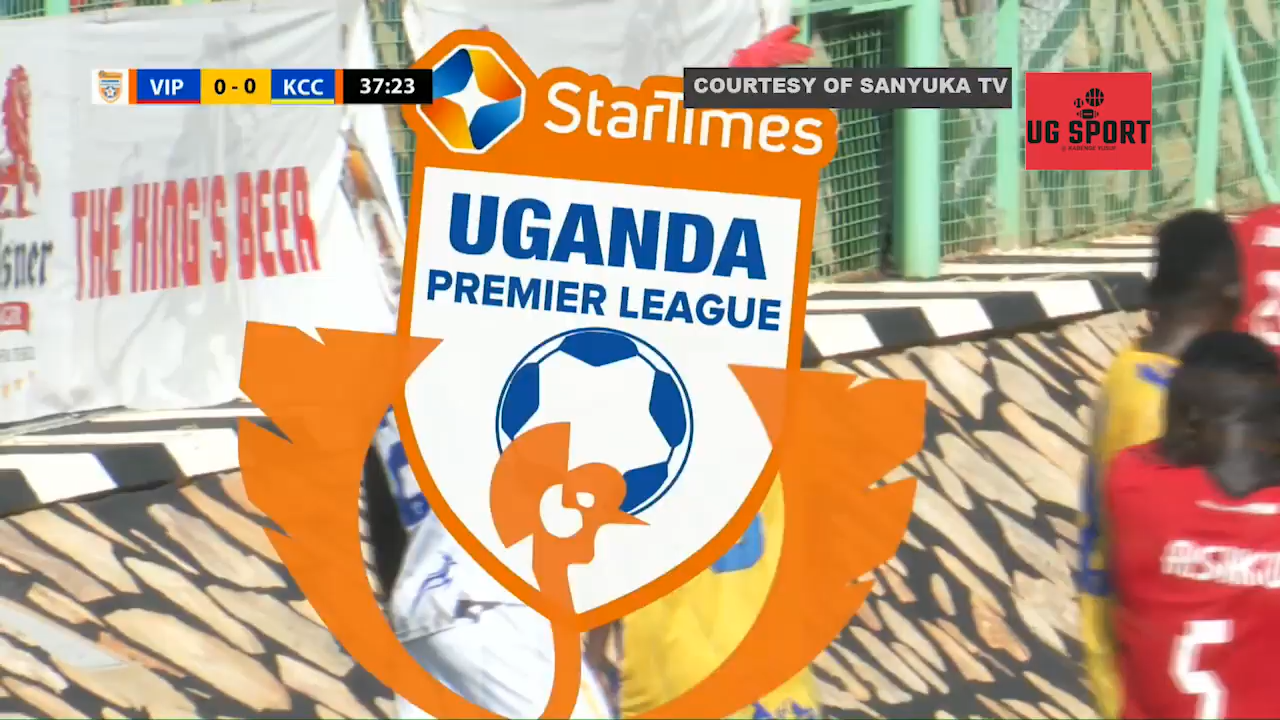 VIP 0 - 0 KCC 37:23
StarTimes
COURTESY OF SANYUKA TV
UG SPORT
THE KING'S BEER
UGANDA
PREMIER LEAGUE
5